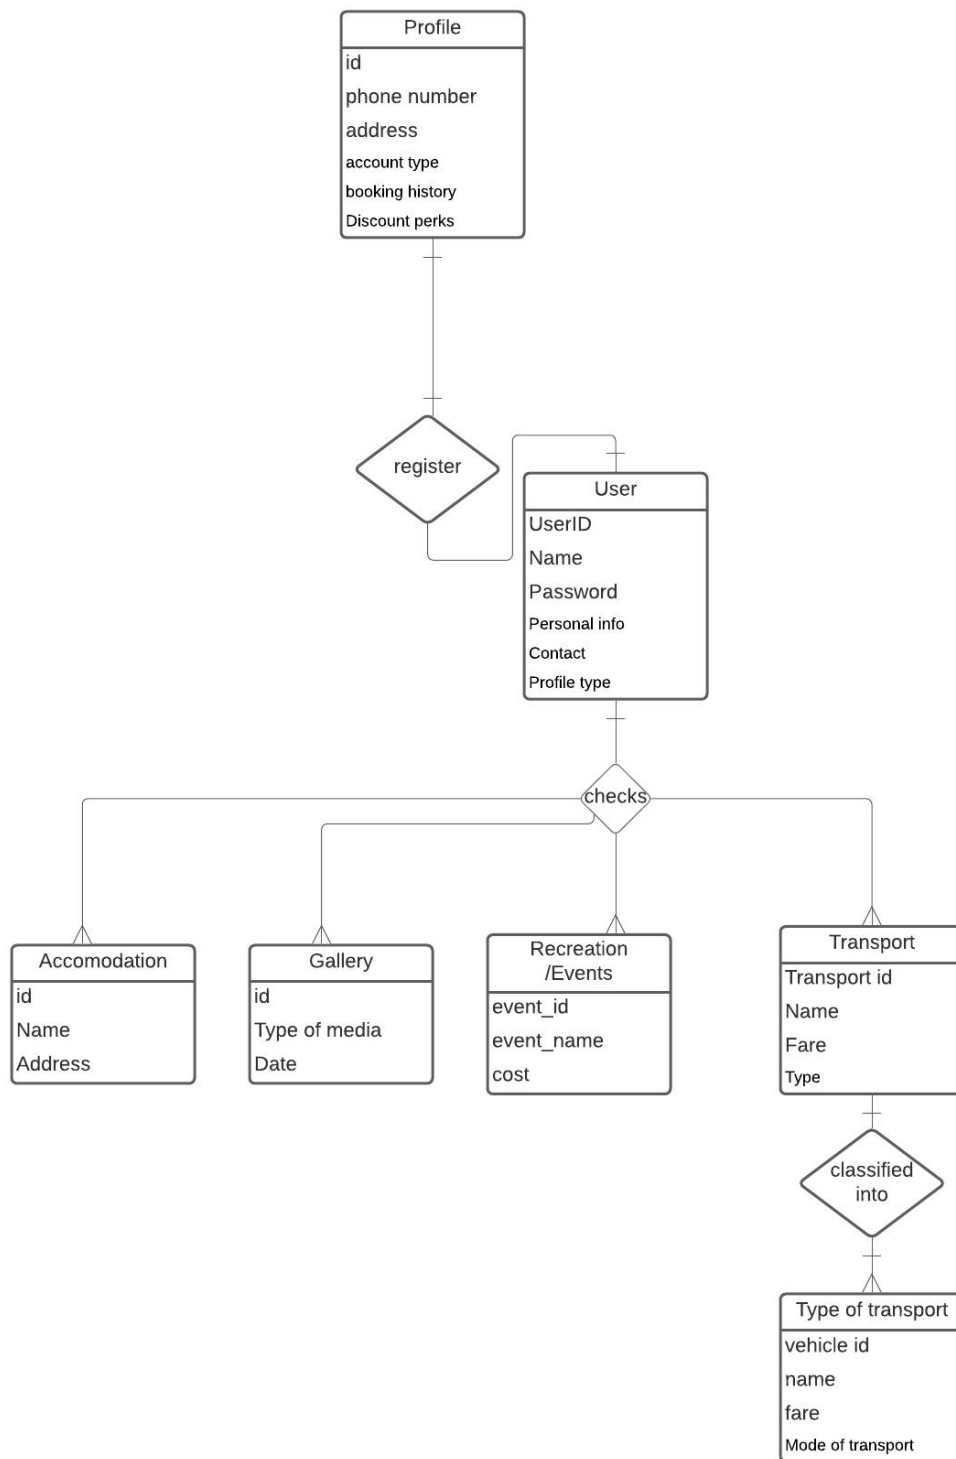 Profile
id
phone number
address
account type
booking history
Discount perks
register
User
UserID
Name
Password
Personal info
Contact
Profile type
checks
Accomodation
id
Name
Address
Gallery
id
Type of media
Date
Recreation
/Events
event_id
event_name
cost
Transport
Transport id
Name
Fare
Type
classified
into
Type of transport
vehicle id
name
fare
Mode of transport